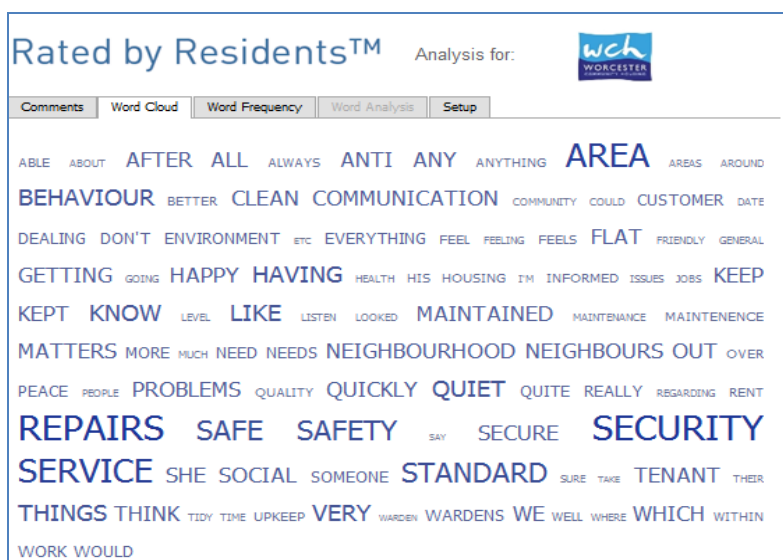 Rated by Residents™ Analysis for: wch
WORCESTER
COMMUNITY HOUSING
Comments Word Cloud Word Frequency Word Analysis Setup
ABLE ABOUT AFTER ALL ALWAYS ANTI ANY ANYTHING AREA AREAS AROUND
BEHAVIOUR BETTER CLEAN COMMUNICATION COMMUNITY COULD CUSTOMER DATE
DEALING DON'T ENVIRONMENT ETC EVERYTHING FEEL FEELING FEELS FLAT FRIENDLY GENERAL
GETTING GOING HAPPY HAVING HEALTH HIS HOUSING I'M INFORMED ISSUES JOBS KEEP
KEPT KNOW LEVEL LIKE LISTEN LOOKED MAINTAINED MAINTENANCE MAINTENENCE
MATTERS MORE MUCH NEED NEEDS NEIGHBOURHOOD NEIGHBOURS OUT OVER
PEACE PEOPLE PROBLEMS QUALITY QUICKLY QUIET QUITE REALLY REGARDING RENT
REPAIRS SAFE SAFETY SAY SECURE SECURITY
SERVICE SHE SOCIAL SOMEONE STANDARD SURE TAKE TENANT THEIR
THINGS THINK TIDY TIME UPKEEP VERY WARDEN WARDENS WE WELL WHERE WHICH WITHIN
WORK WOULD